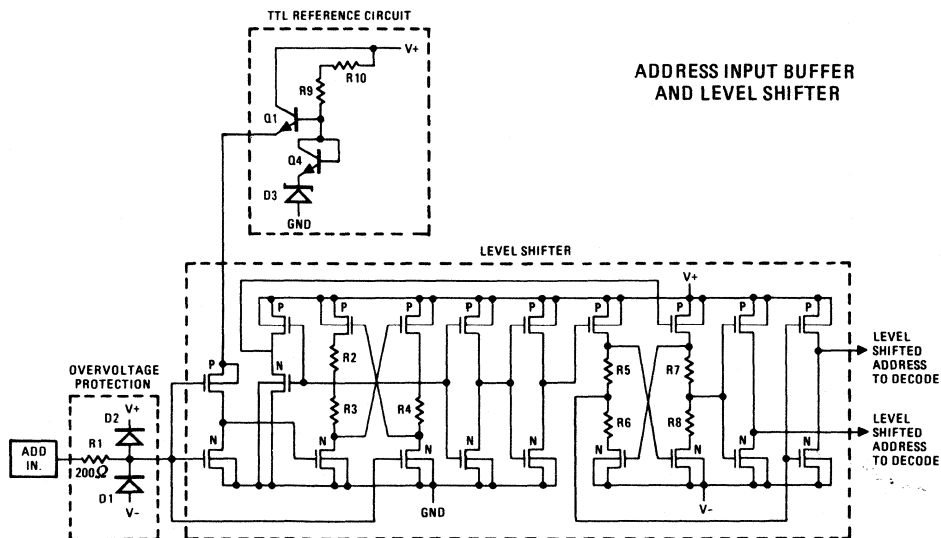 TTL REFERENCE CIRCUIT
V+
R10
R9
Q1
Q4
D3
GND
ADDRESS INPUT BUFFER
AND LEVEL SHIFTER
LEVEL SHIFTER
V+
P P P P P P P P P
P N
R2
R3
R4
R5
R6
R7
R8
N N N N N N N N N
GND
V-
LEVEL
SHIFTED
ADDRESS
TO DECODE
LEVEL
SHIFTED
ADDRESS
TO DECODE
OVERVOLTAGE
PROTECTION
V+
D2
R1
200Ω
D1
V-
ADD
IN.